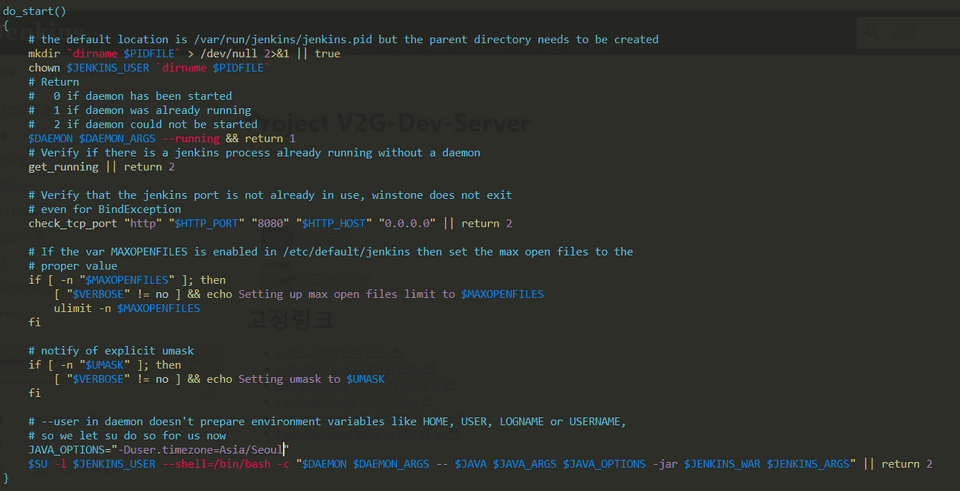 do_start()
{
    # the default location is /var/run/jenkins/jenkins.pid but the parent directory needs to be created
    mkdir `dirname $PIDFILE` > /dev/null 2>&1 || true
    chown $JENKINS_USER `dirname $PIDFILE`
    # Return
    #   0 if daemon has been started
    #   1 if daemon was already running
    #   2 if daemon could not be started
Project V2G-Dev-Server
    $DAEMON $DAEMON_ARGS --running && return 1
    # Verify if there is a jenkins process already running without a daemon
    get_running || return 2
    # Verify that the jenkins port is not already in use, winstone does not exit
    # even for BindException
    check_tcp_port "http" "$HTTP_PORT" "8080" "$HTTP_HOST" "0.0.0.0" || return 2
    # If the var MAXOPENFILES is enabled in /etc/default/jenkins then set the max open files to the
    # proper value
    if [ -n "$MAXOPENFILES" ]; then
        [ "$VERBOSE" != no ] && echo Setting up max open files limit to $MAXOPENFILES
        ulimit -n $MAXOPENFILES
    fi
고정링크
    # notify of explicit umask
    if [ -n "$UMASK" ]; then
        [ "$VERBOSE" != no ] && echo Setting umask to $UMASK
    fi
    # --user in daemon doesn't prepare environment variables like HOME, USER, LOGNAME or USERNAME,
    # so we let su do so for us now
    JAVA_OPTIONS="-Duser.timezone=Asia/Seoul"
    $SU -l $JENKINS_USER --shell=/bin/bash -c "$DAEMON $DAEMON_ARGS -- $JAVA $JAVA_ARGS $JAVA_OPTIONS -jar $JENKINS_WAR $JENKINS_ARGS" || return 2
}